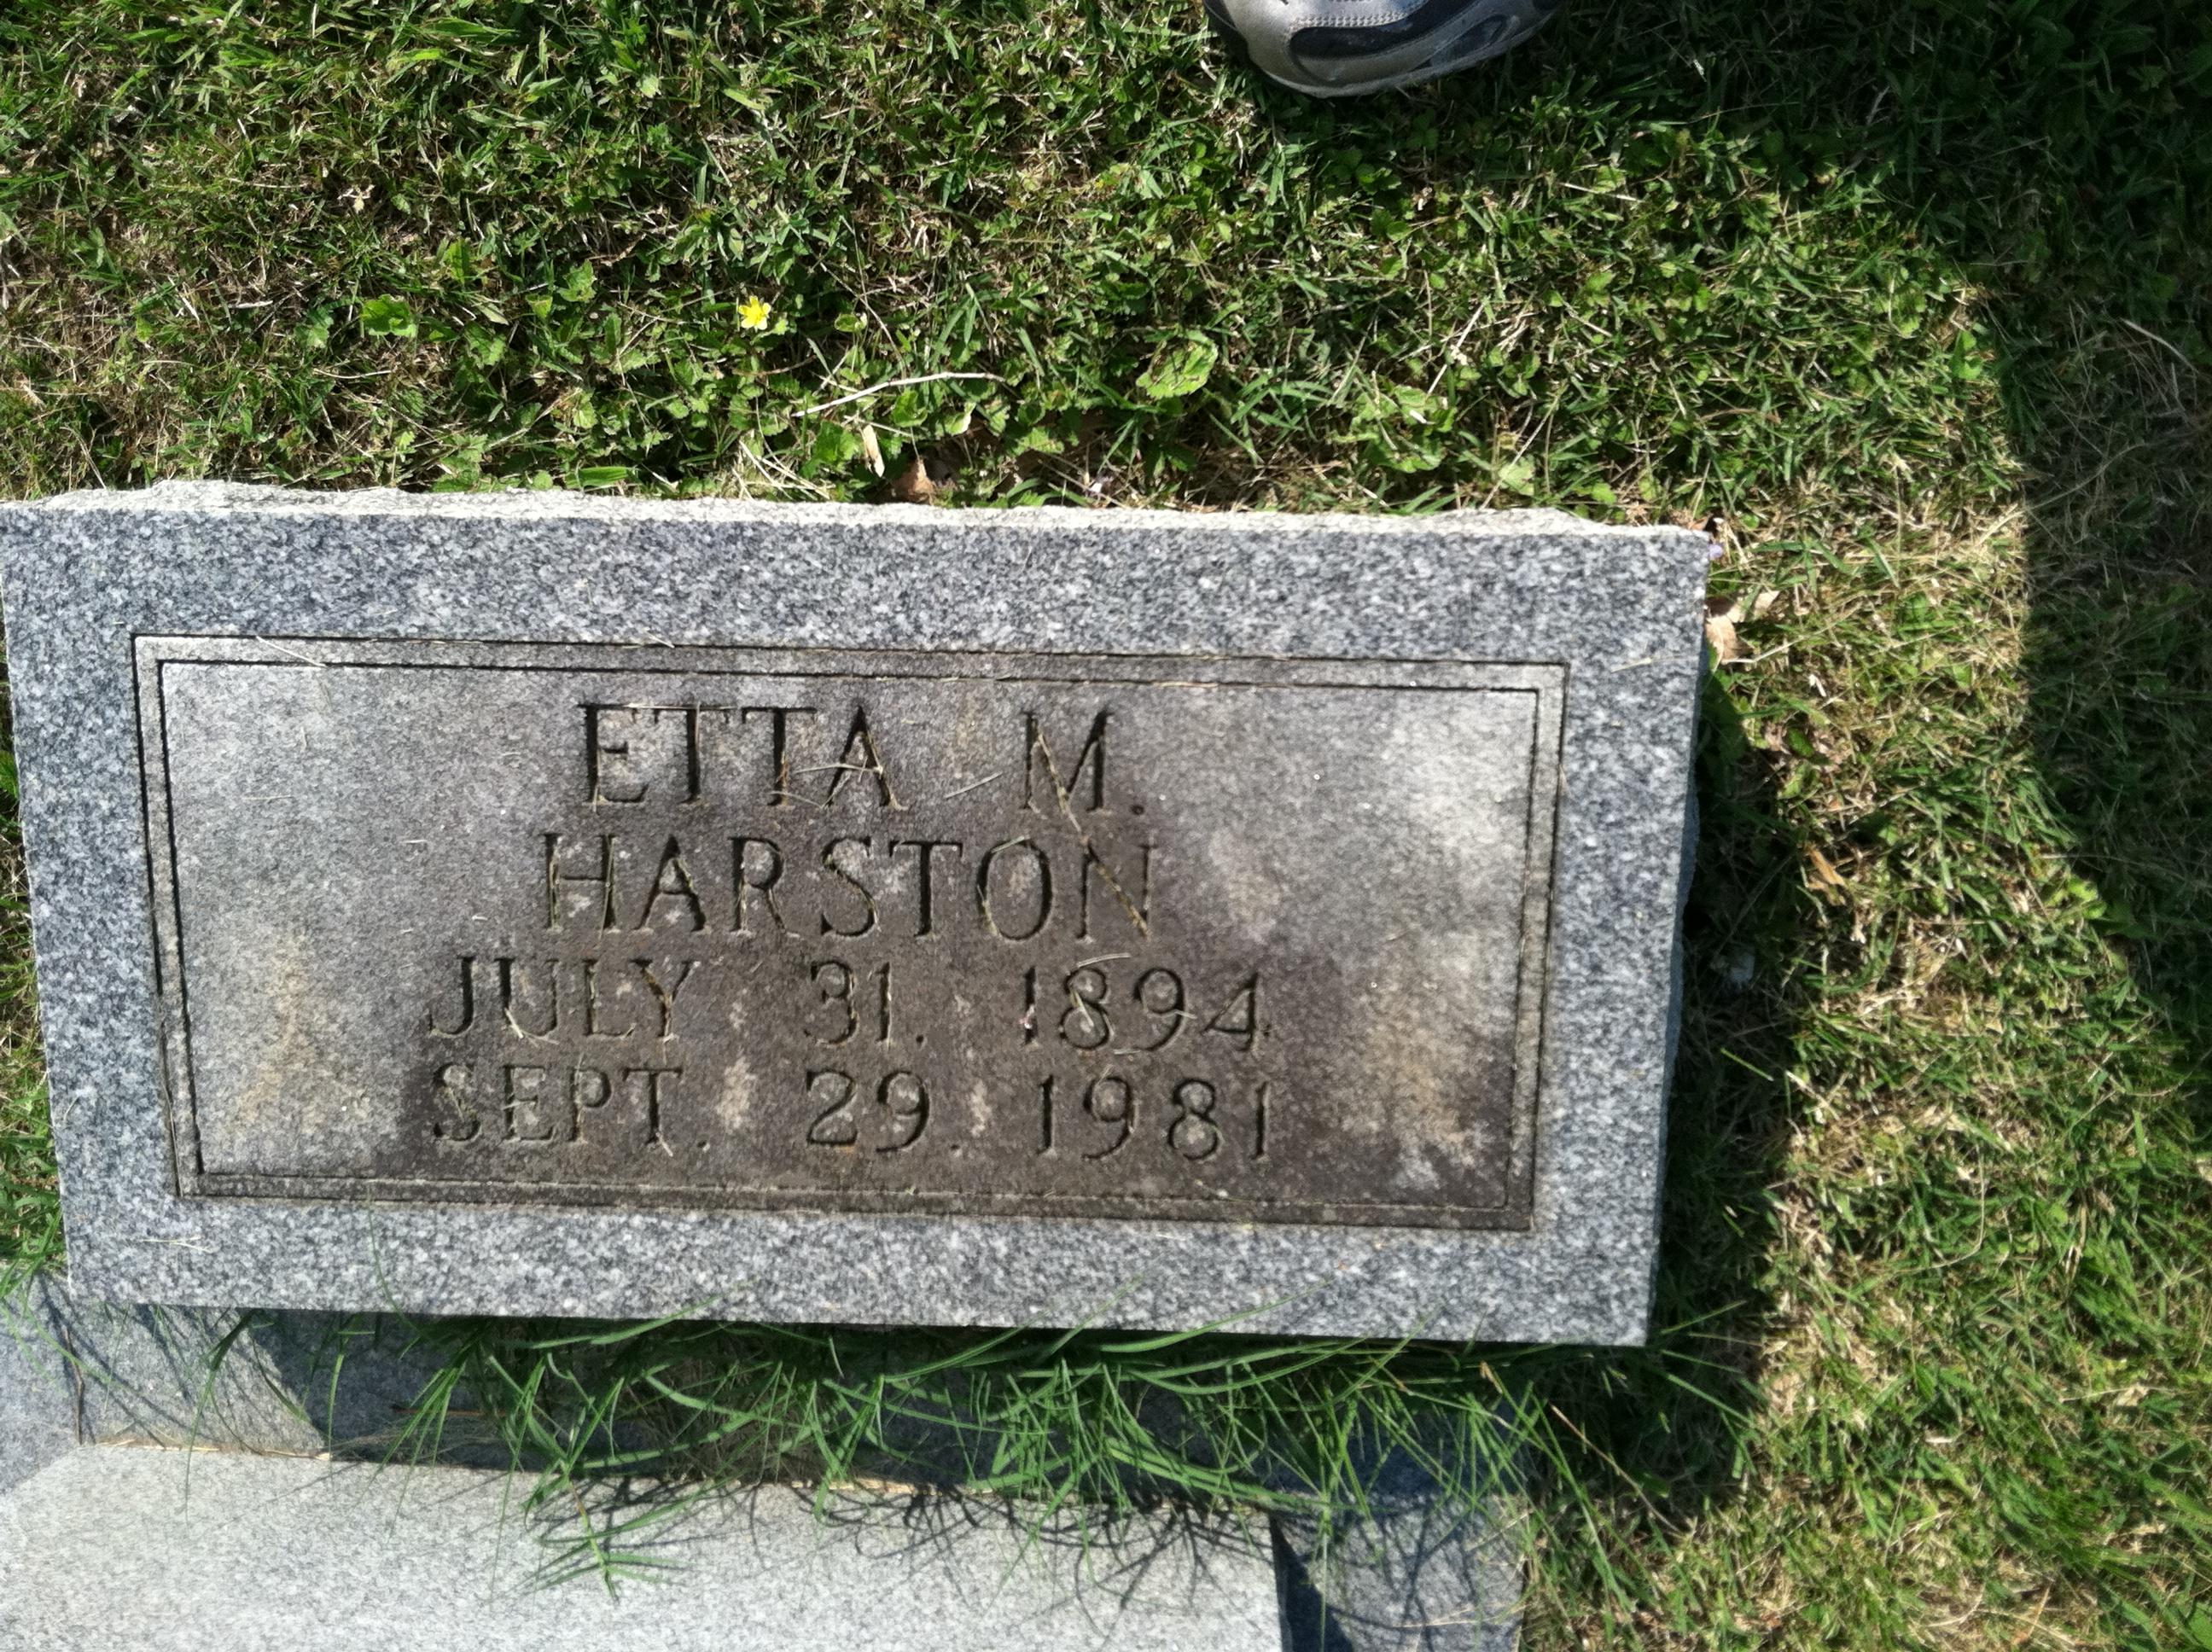 ETTA M.
HARSTON
JULY 31. 1894
SEPT. 29. 1981